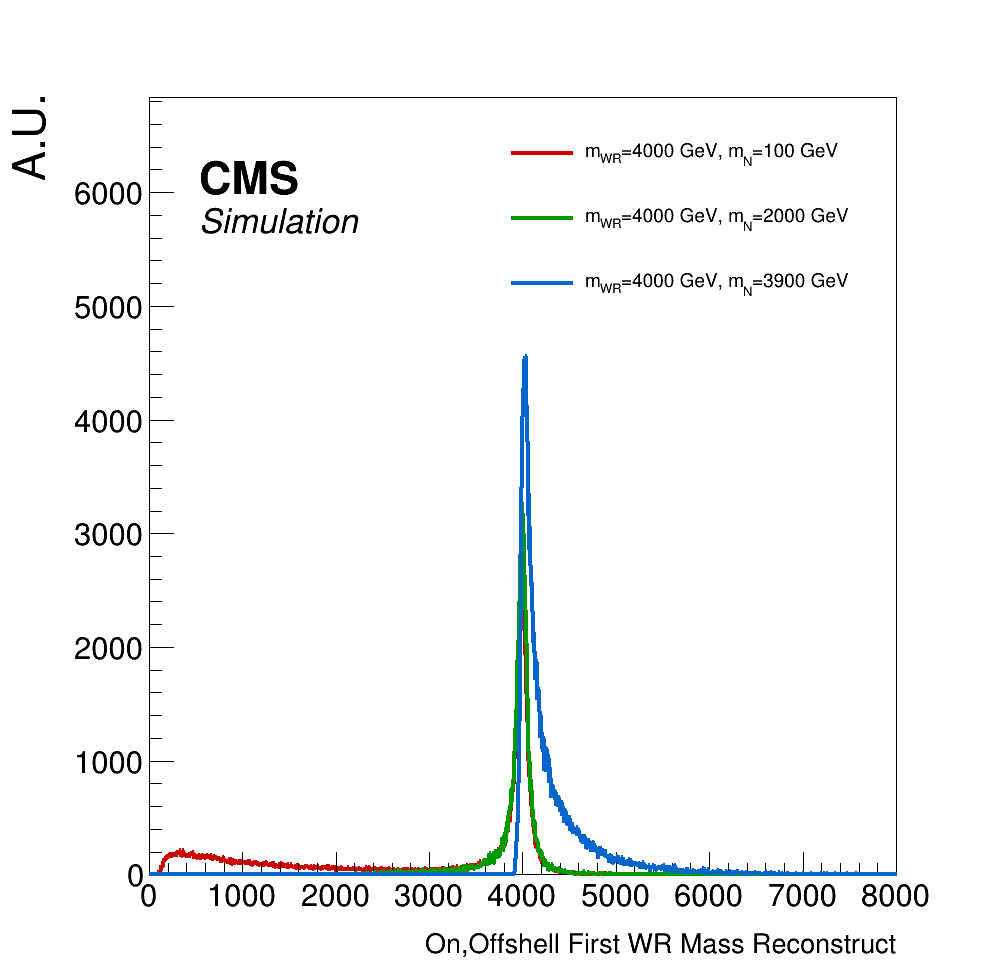 A.U.
CMS
Simulation
m_WR=4000 GeV, m_N=100 GeV
m_WR=4000 GeV, m_N=2000 GeV
m_WR=4000 GeV, m_N=3900 GeV
6000
5000
4000
3000
2000
1000
0
0 1000 2000 3000 4000 5000 6000 7000 8000
On,Offshell First WR Mass Reconstruct